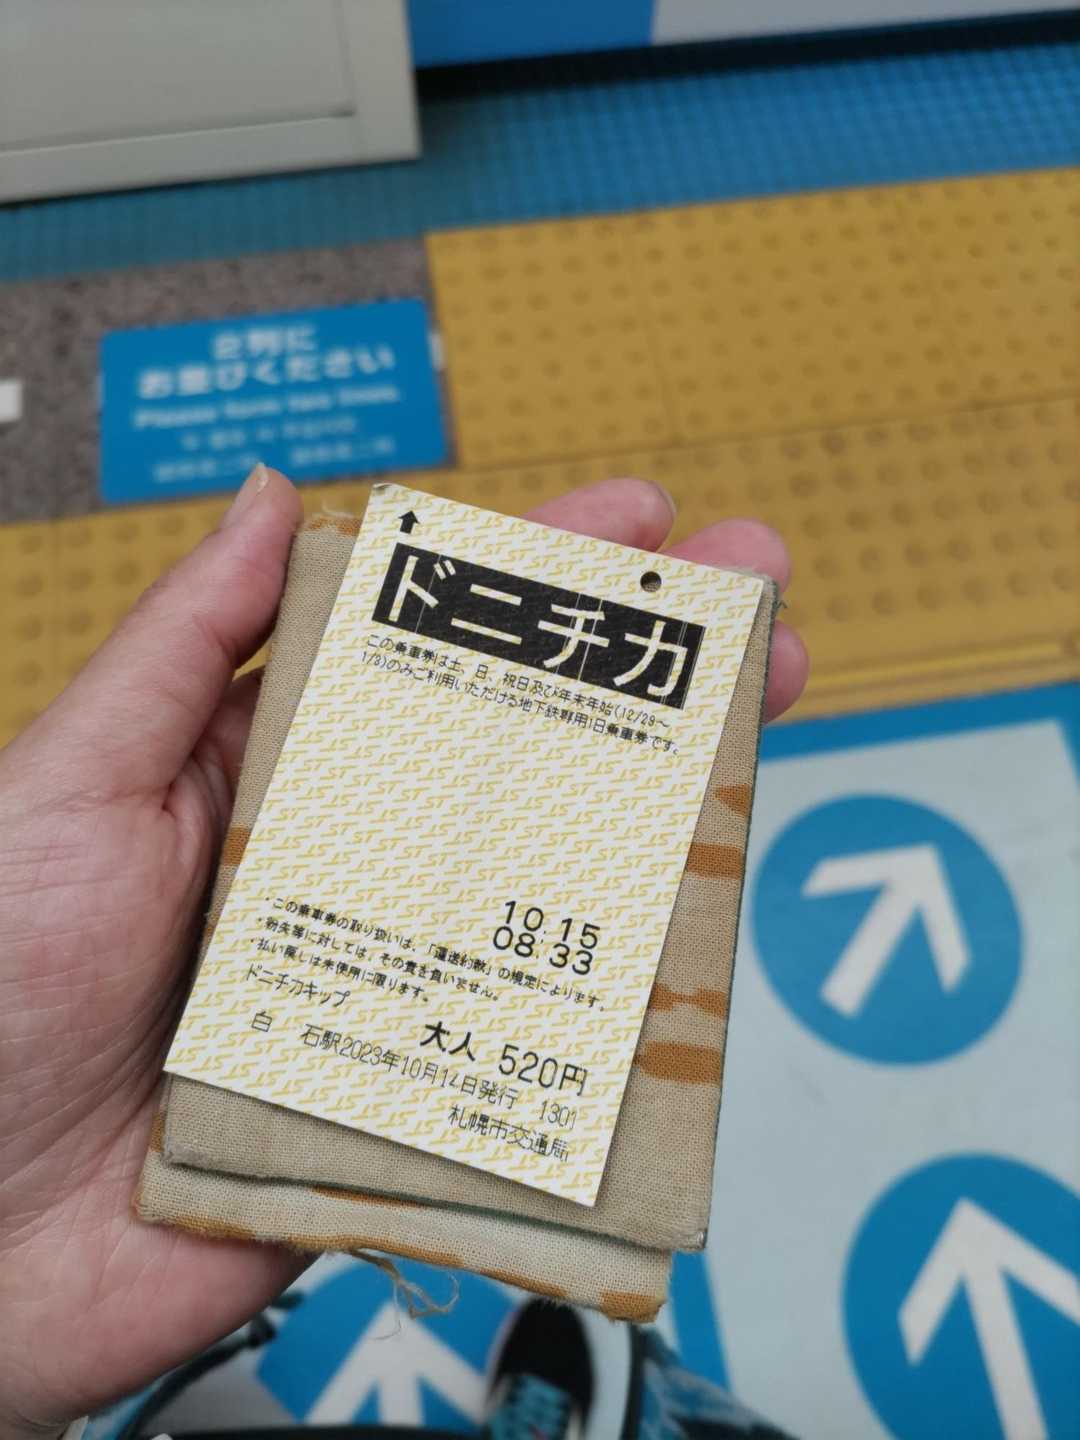 2列に
お並びください
Please form two lines.
ドニチカ
この乗車券は土、日、祝日及び年末年始(12/29～
1/3)のみご利用いただける地下鉄専用1日乗車券です。
10.15
08.33
・この乗車券の取り扱いは、「運送約款」の規定によります。
・紛失等に対しては、その責を負いません。
・払い戻しは未使用に限ります。
ドニチカキップ
大人 520円
白 石駅2023年10月14日発行 1301
札幌市交通局